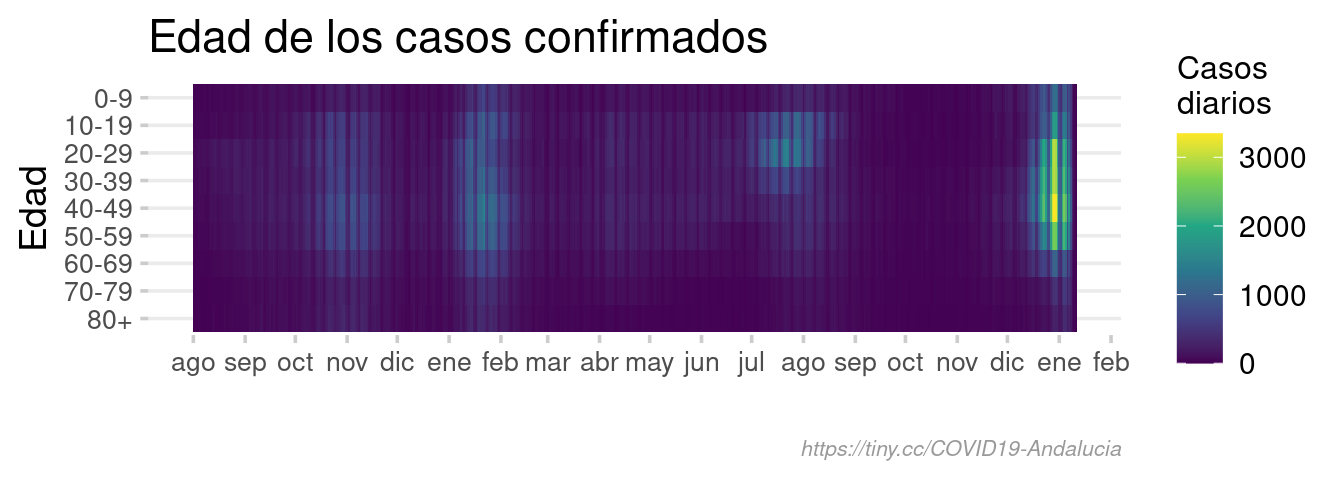 Edad de los casos confirmados
Edad
0-9
10-19
20-29
30-39
40-49
50-59
60-69
70-79
80+
ago sep oct nov dic ene feb mar abr may jun jul ago sep oct nov dic ene feb
Casos
diarios
3000
2000
1000
0
https://tiny.cc/COVID19-Andalucia